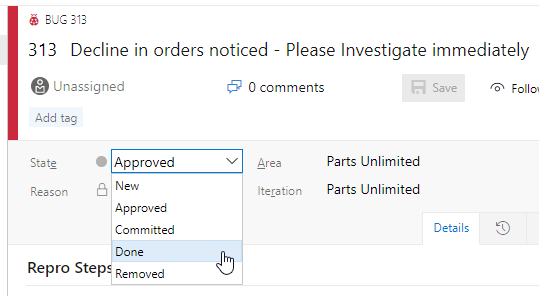 BUG 313
313 Decline in orders noticed - Please Investigate immediately
Unassigned 0 comments Save Follow
Add tag
State Approved Area Parts Unlimited
Reason Iteration Parts Unlimited
New
Approved
Committed
Done
Removed
Details
Repro Steps